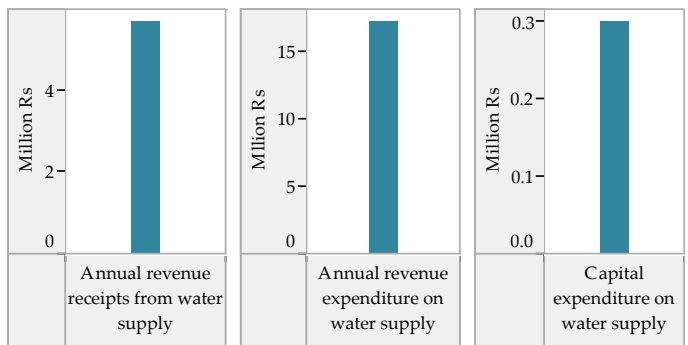 Million Rs
4
2
0
Annual revenue
receipts from water
supply
Mllion Rs
15
10
5
0
Annual revenue
expenditure on
water supply
Million Rs
0.3
0.2
0.1
0.0
Capital
expenditure on
water supply